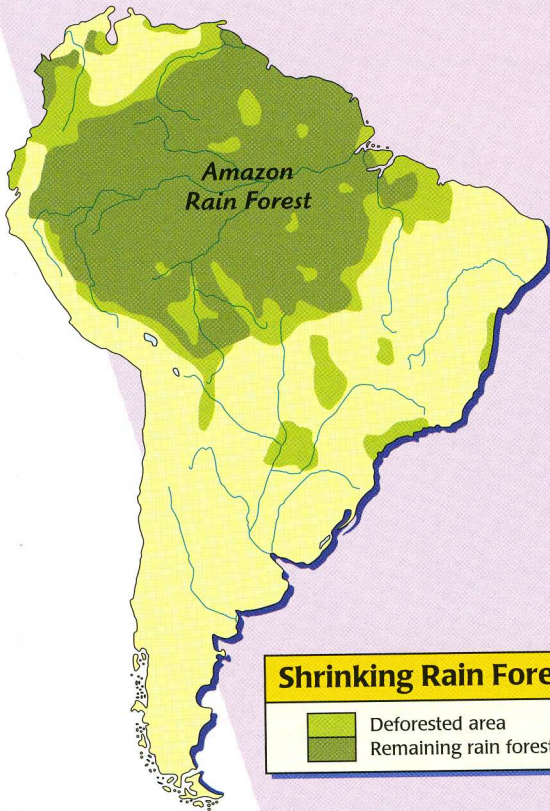 Amazon
Rain Forest
Shrinking Rain Fore
Deforested area
Remaining rain forest